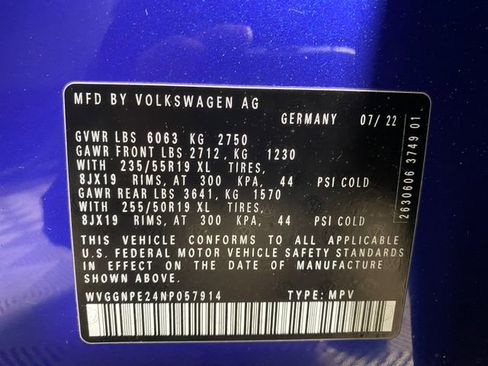 MFD BY VOLKSWAGEN AG
GERMANY 07/ 22
GVWR LBS 6063 KG 2750
GAWR FRONT LBS 2712, KG 1230
WITH 235/55R19 XL TIRES,
8JX19 RIMS, AT 300 KPA, 44 PSI COLD
GAWR REAR LBS 3641, KG 1570
WITH 255/50R19 XL TIRES,
8JX19 RIMS, AT 300 KPA, 44 PSI COLD
THIS VEHICLE CONFORMS TO ALL APPLICABLE
U.S. FEDERAL MOTOR VEHICLE SAFETY STANDARDS
IN EFFECT ON THE DATE OF MANUFACTURE
SHOWN ABOVE.
WVGGNPE24NP057914 TYPE: MPV
2630606 3749 01